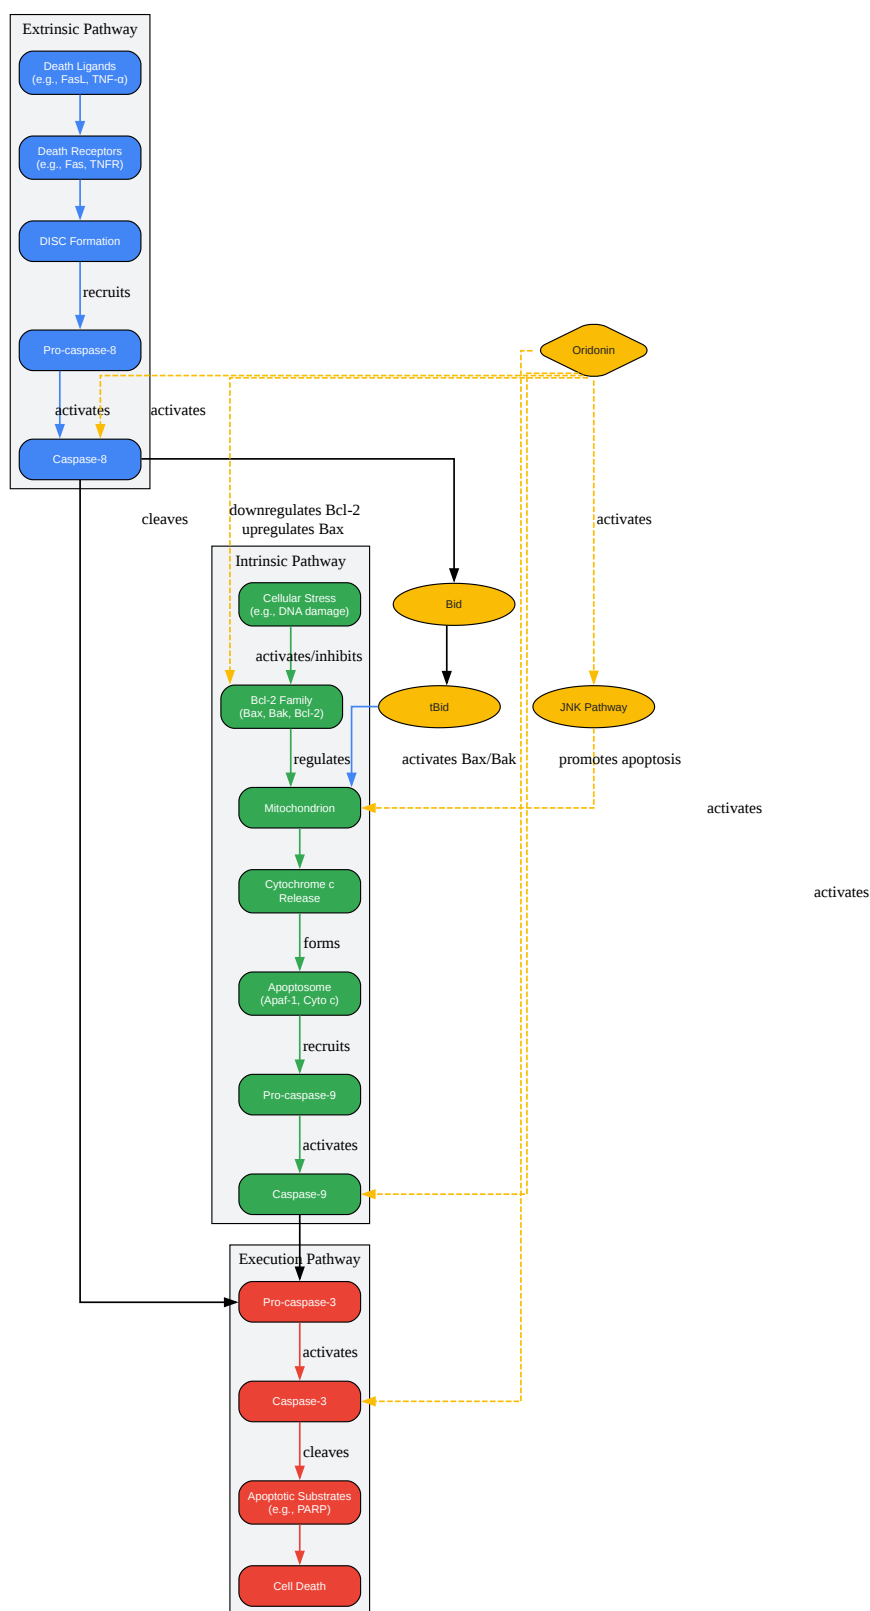 Extrinsic Pathway
Death Ligands
(e.g., FasL, TNF-α)
Death Receptors
(e.g., Fas, TNFR)
DISC Formation
recruits
Pro-caspase-8
Oridonin
activates
activates
Caspase-8
cleaves
downregulates Bcl-2
upregulates Bax
activates
Intrinsic Pathway
Cellular Stress
(e.g., DNA damage)
Bid
activates/inhibits
Bcl-2 Family
(Bax, Bak, Bcl-2)
tBid
JNK Pathway
regulates
activates Bax/Bak
promotes apoptosis
Mitochondrion
activates
Cytochrome c
Release
activates
forms
Apoptosome
(Apaf-1, Cyto c)
recruits
Pro-caspase-9
activates
Caspase-9
Execution Pathway
Pro-caspase-3
activates
Caspase-3
cleaves
Apoptotic Substrates
(e.g., PARP)
Cell Death